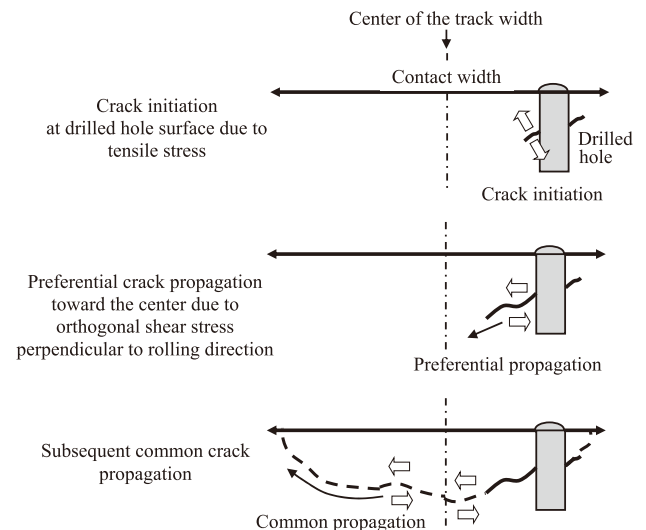 Center of the track width
Contact width
Crack initiation
at drilled hole surface due to
tensile stress
Drilled
hole
Crack initiation
Preferential crack propagation
toward the center due to
orthogonal shear stress
perpendicular to rolling direction
Preferential propagation
Subsequent common crack
propagation
Common propagation